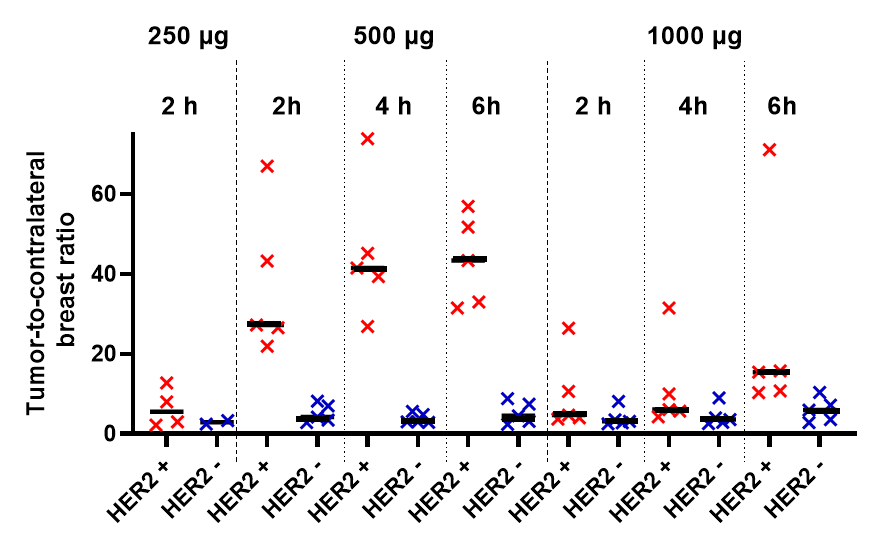 250 µg 500 µg 1000 µg
2 h 2h 4 h 6h 2 h 4h 6h
Tumor-to-contralateral
breast ratio
60
40
20
0
HER2 + HER2 - HER2 + HER2 - HER2 + HER2 - HER2 + HER2 - HER2 + HER2 - HER2 + HER2 - HER2 + HER2 -